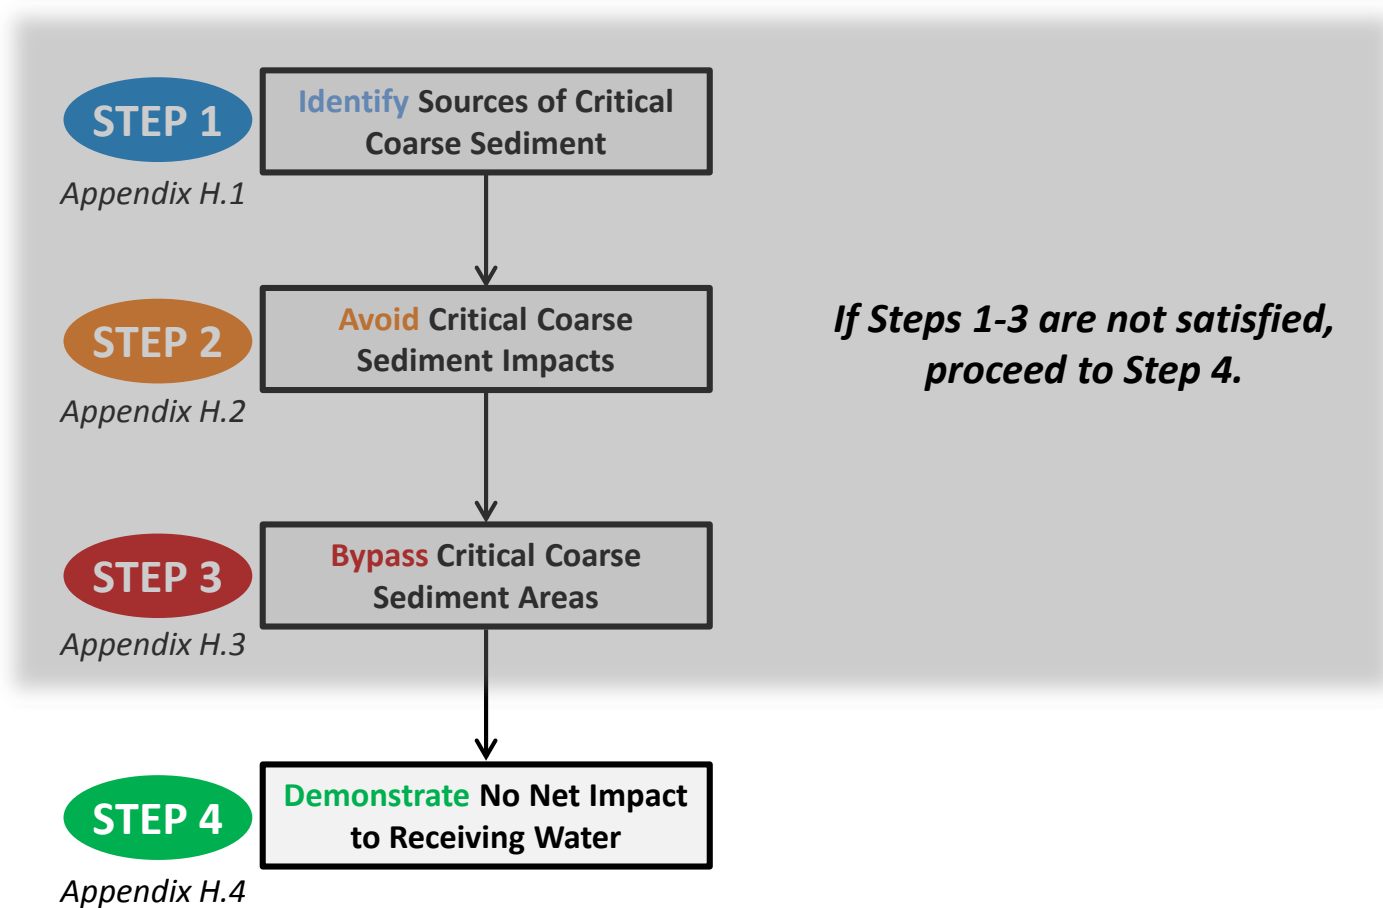 STEP 1
Identify Sources of Critical
Coarse Sediment
Appendix H.1
STEP 2
Avoid Critical Coarse
Sediment Impacts
Appendix H.2
If Steps 1-3 are not satisfied,
proceed to Step 4.
STEP 3
Bypass Critical Coarse
Sediment Areas
Appendix H.3
STEP 4
Demonstrate No Net Impact
to Receiving Water
Appendix H.4